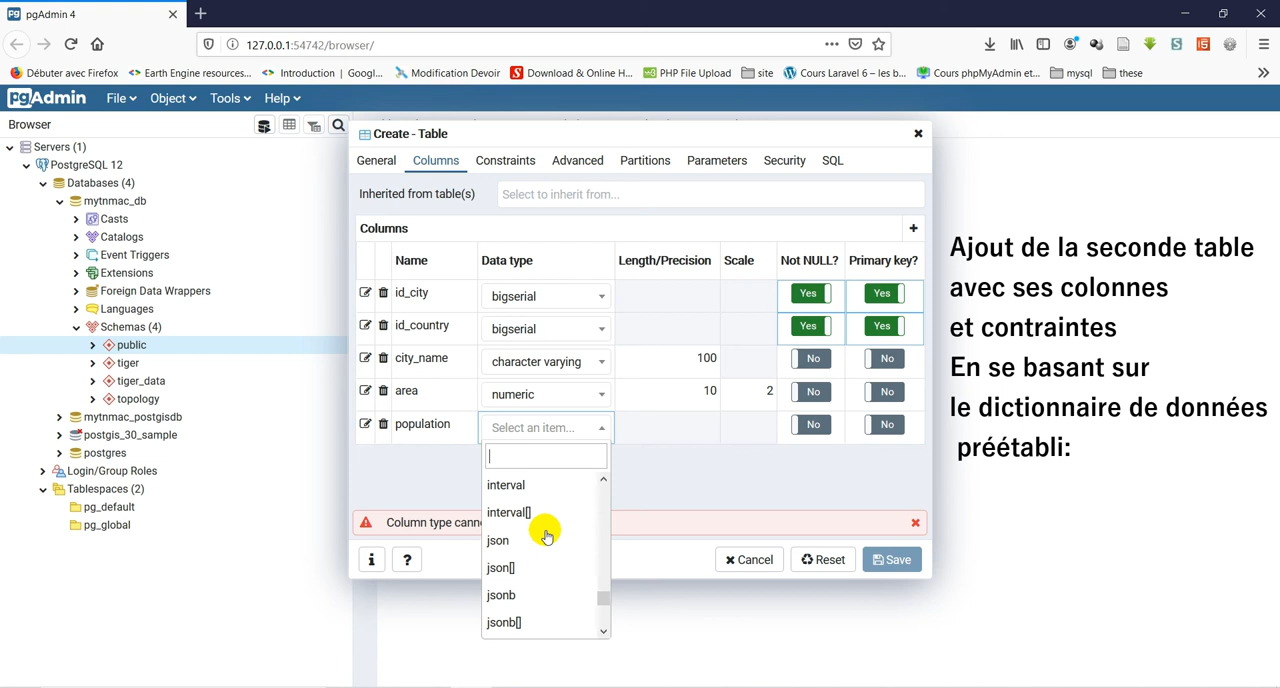 pgAdmin 4
127.0.0.1:54742/browser/
Débuter avec Firefox Earth Engine resources... Introduction | Googl... Modification Devoir Download & Online H... PHP File Upload site Cours Laravel 6 – les b... Cours phpMyAdmin et... mysql these
pgAdmin File Object Tools Help
Browser
Servers (1)
PostgreSQL 12
Databases (4)
mytnmac_db
Casts
Catalogs
Event Triggers
Extensions
Foreign Data Wrappers
Languages
Schemas (4)
public
tiger
tiger_data
topology
mytnmac_postgisdb
postgis_30_sample
postgres
Login/Group Roles
Tablespaces (2)
pg_default
pg_global
Create - Table
General Columns Constraints Advanced Partitions Parameters Security SQL
Inherited from table(s) Select to inherit from...
Columns
Name Data type Length/Precision Scale Not NULL? Primary key?
id_city bigserial Yes Yes
id_country bigserial Yes Yes
city_name character varying 100 No No
area numeric 10 2 No No
population Select an item... No No
interval
interval[]
json
json[]
jsonb
jsonb[]
Column type cann
i ? Cancel Reset Save
Ajout de la seconde table
avec ses colonnes
et contraintes
En se basant sur
le dictionnaire de données
préétabli: